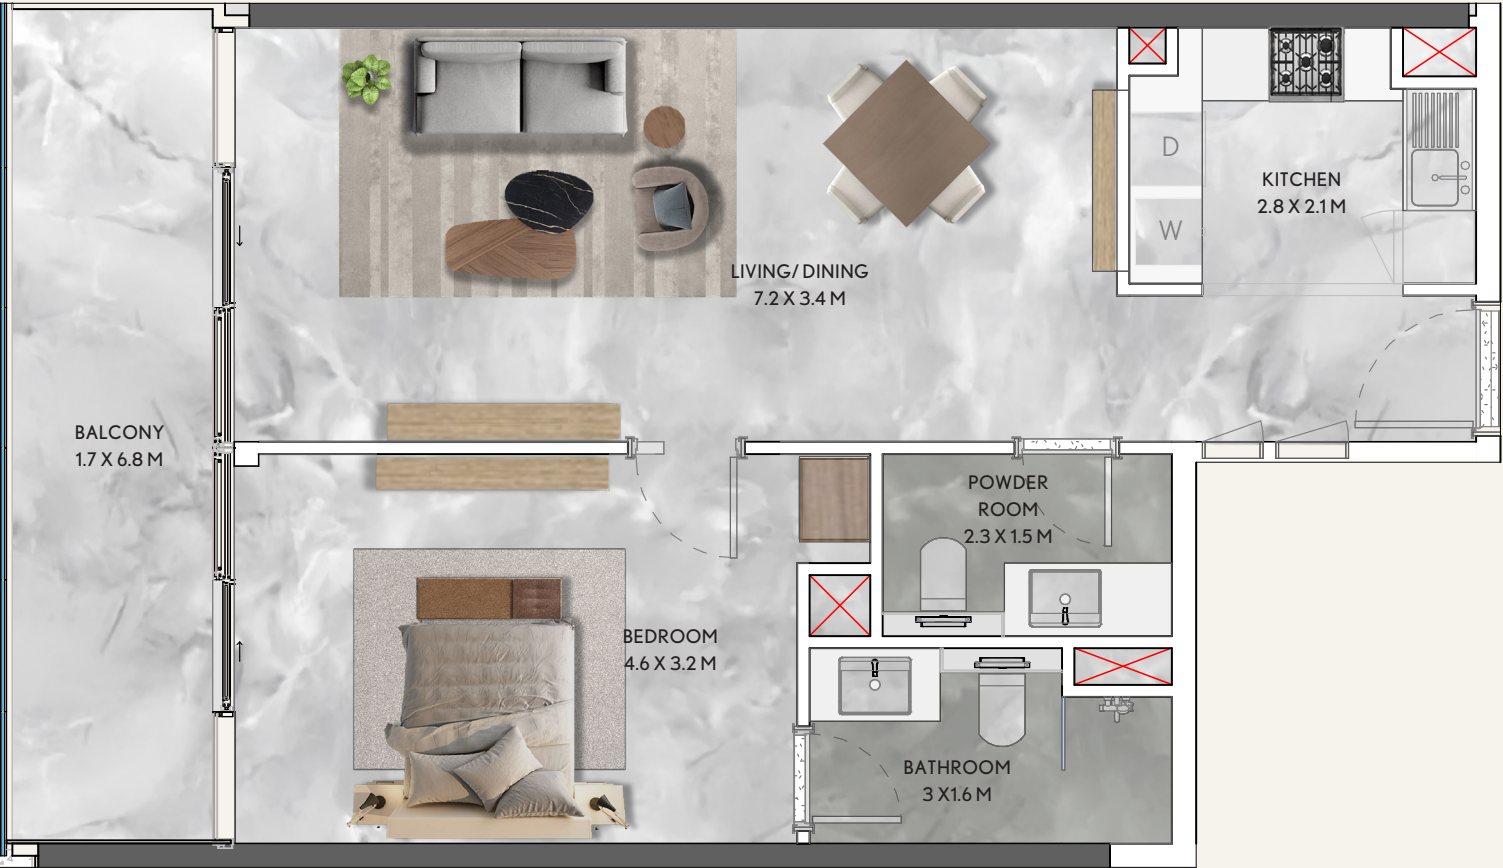 D
KITCHEN
2.8 X 2.1 M
W
LIVING/ DINING
7.2 X 3.4 M
BALCONY
1.7 X 6.8 M
POWDER
ROOM
2.3 X 1.5 M
BEDROOM
4.6 X 3.2 M
BATHROOM
3 X1.6 M